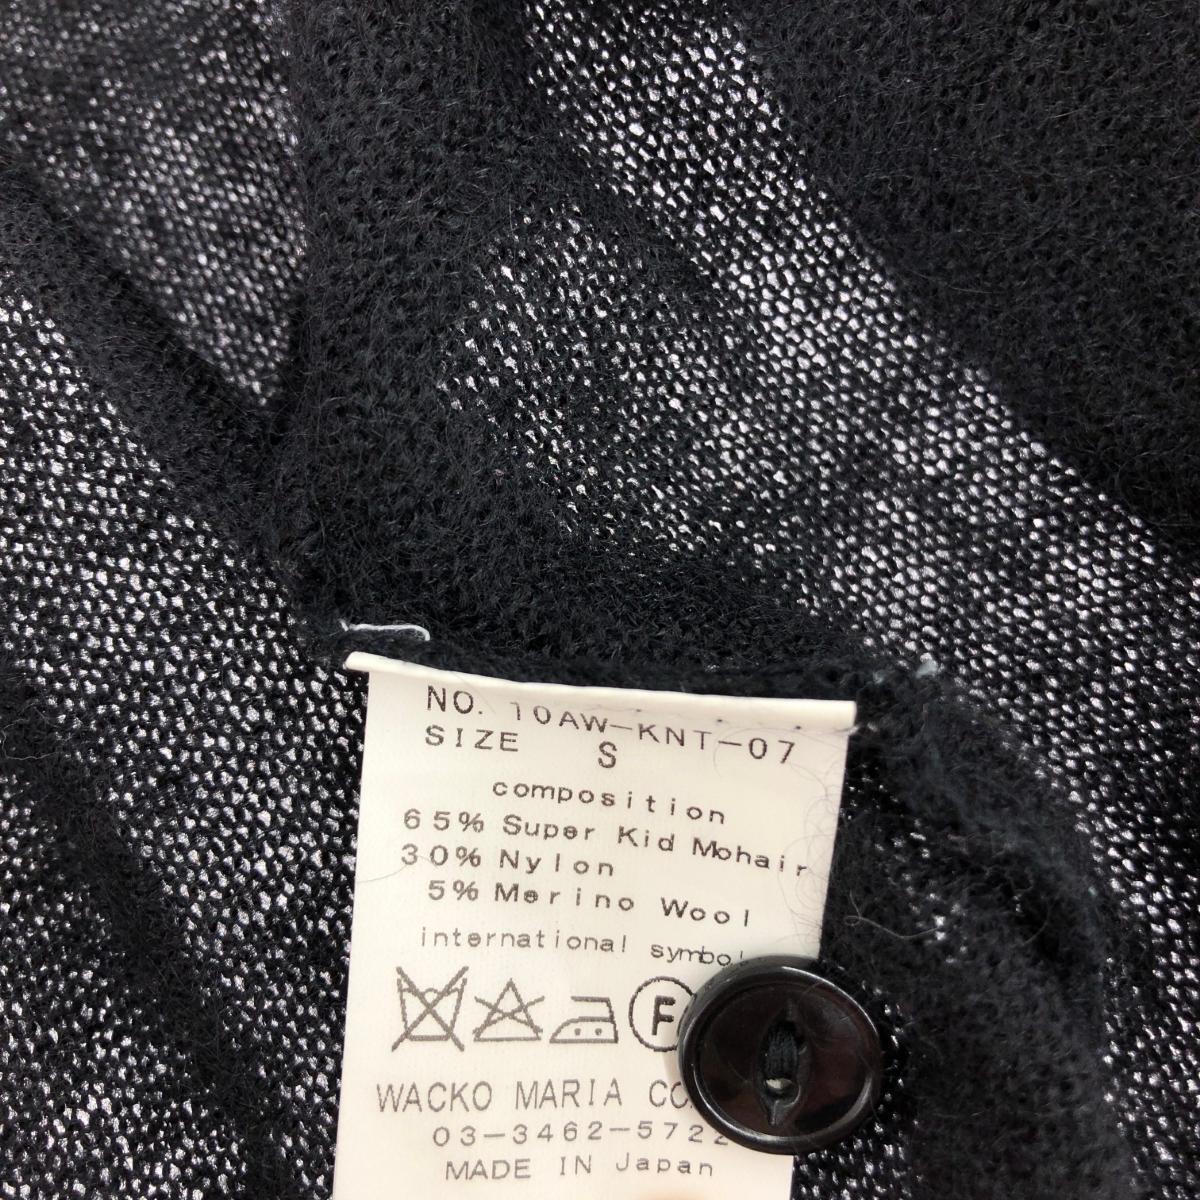 NO. 10AW-KNT-07
SIZE S
composition
65% Super Kid Mohair
30% Nylon
5% Merino Wool
international symbol
F
WACKO MARIA CO.
03-3462-5722
MADE IN Japan